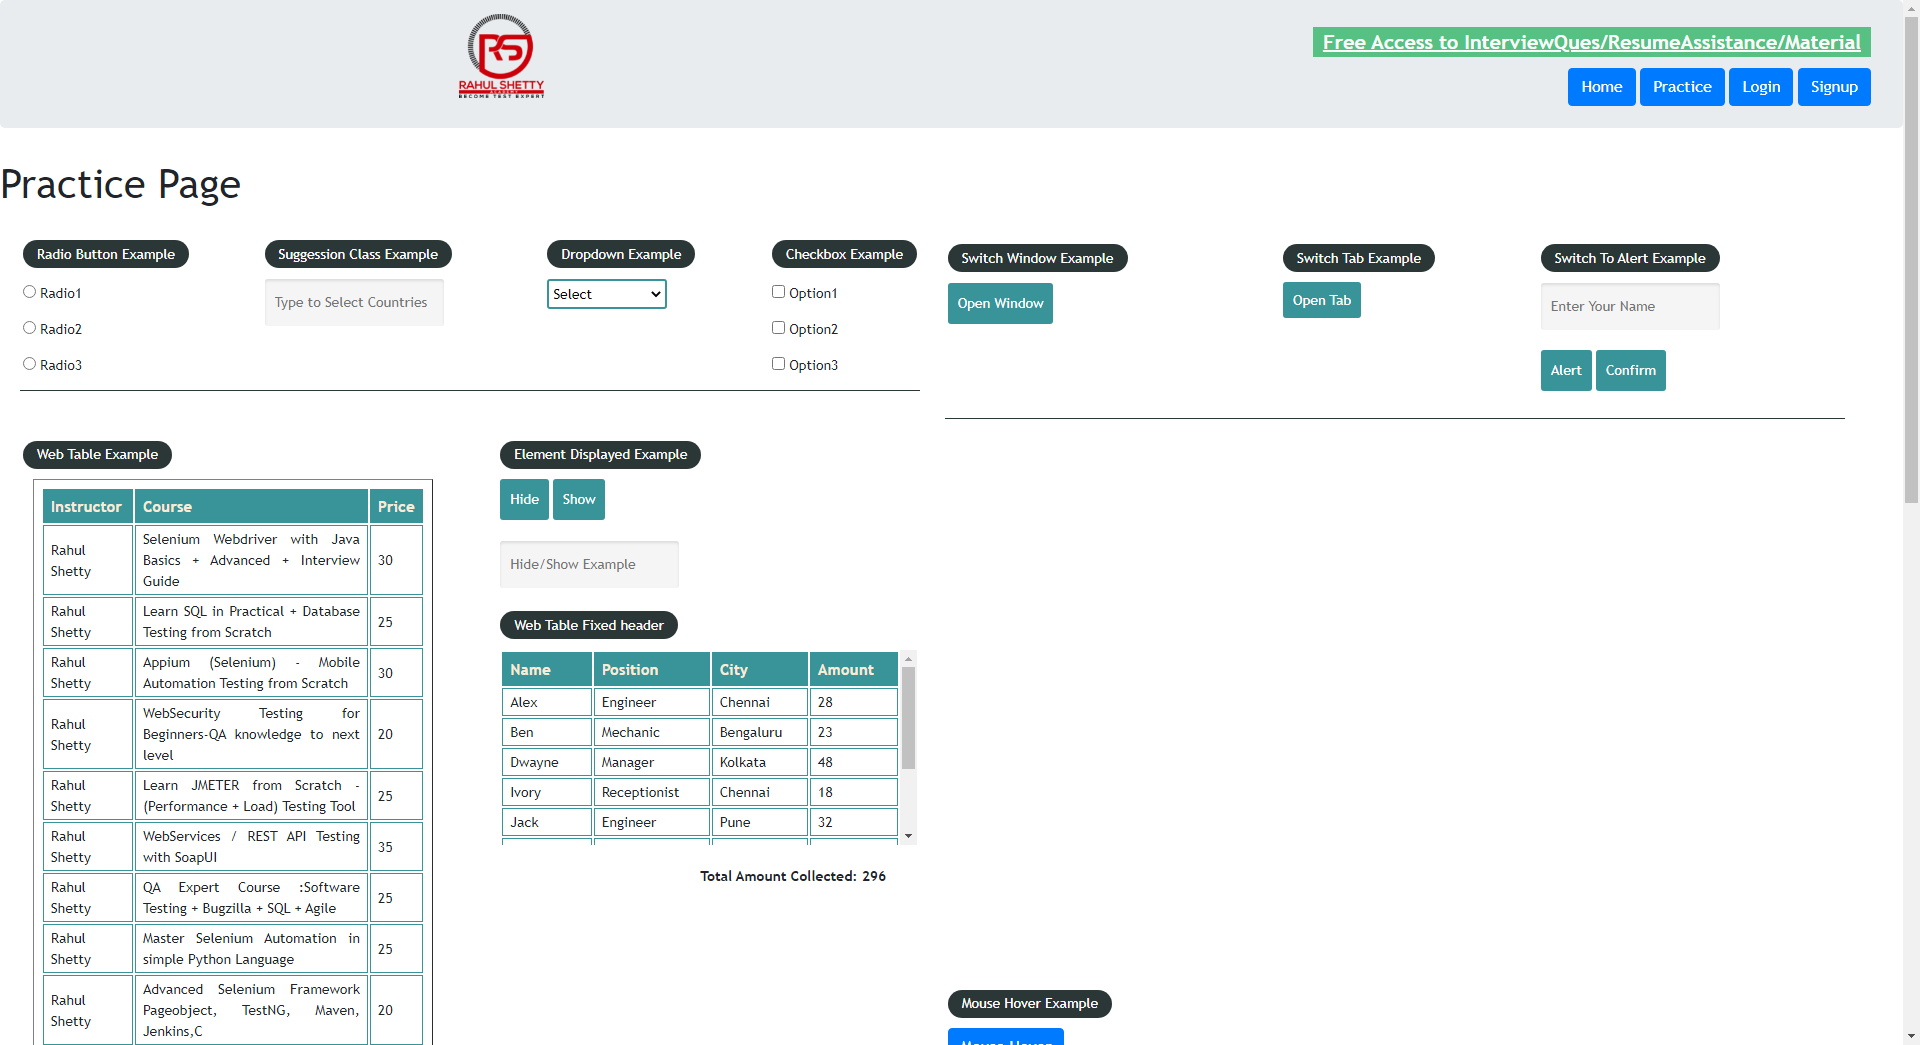 RAHUL SHETTY
ACADEMY
BECOME TEST EXPERT
Free Access to InterviewQues/ResumeAssistance/Material
Home Practice Login Signup
Practice Page
Radio Button Example
Radio1
Radio2
Radio3
Suggession Class Example
Type to Select Countries
Dropdown Example
Select
Checkbox Example
Option1
Option2
Option3
Switch Window Example
Open Window
Switch Tab Example
Open Tab
Switch To Alert Example
Enter Your Name
Alert Confirm
Web Table Example
Instructor Course Price
Rahul Shetty Selenium Webdriver with Java Basics + Advanced + Interview Guide 30
Rahul Shetty Learn SQL in Practical + Database Testing from Scratch 25
Rahul Shetty Appium (Selenium) - Mobile Automation Testing from Scratch 30
Rahul Shetty WebSecurity Testing for Beginners-QA knowledge to next level 20
Rahul Shetty Learn JMETER from Scratch - (Performance + Load) Testing Tool 25
Rahul Shetty WebServices / REST API Testing with SoapUI 35
Rahul Shetty QA Expert Course :Software Testing + Bugzilla + SQL + Agile 25
Rahul Shetty Master Selenium Automation in simple Python Language 25
Rahul Shetty Advanced Selenium Framework Pageobject, TestNG, Maven, Jenkins,C 20
Element Displayed Example
Hide Show
Hide/Show Example
Web Table Fixed header
Name Position City Amount
Alex Engineer Chennai 28
Ben Mechanic Bengaluru 23
Dwayne Manager Kolkata 48
Ivory Receptionist Chennai 18
Jack Engineer Pune 32
Total Amount Collected: 296
Mouse Hover Example
Mouse Hover